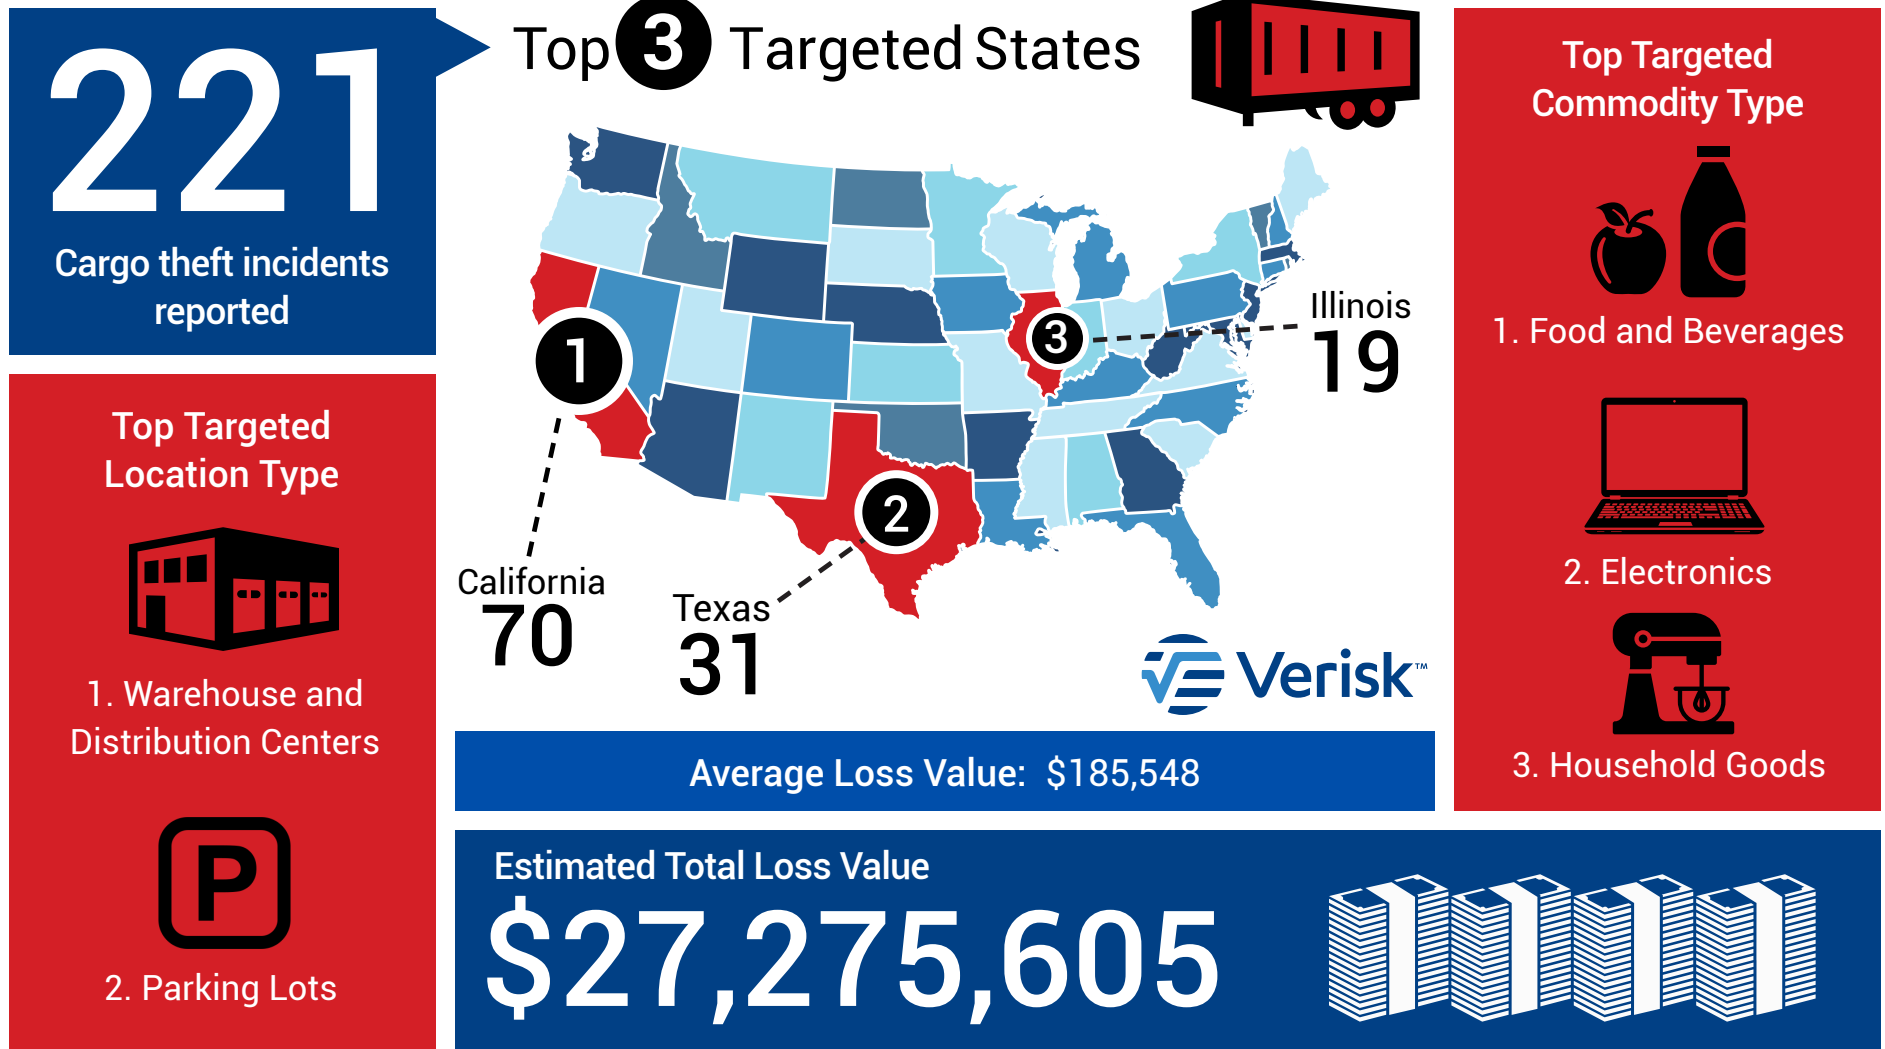 221
Cargo theft incidents
reported
Top 3 Targeted States
1
2
3
California
70
Texas
31
Illinois
19
Verisk™
Top Targeted
Location Type
1. Warehouse and
Distribution Centers
P
2. Parking Lots
Top Targeted
Commodity Type
1. Food and Beverages
2. Electronics
3. Household Goods
Average Loss Value: $185,548
Estimated Total Loss Value
$27,275,605